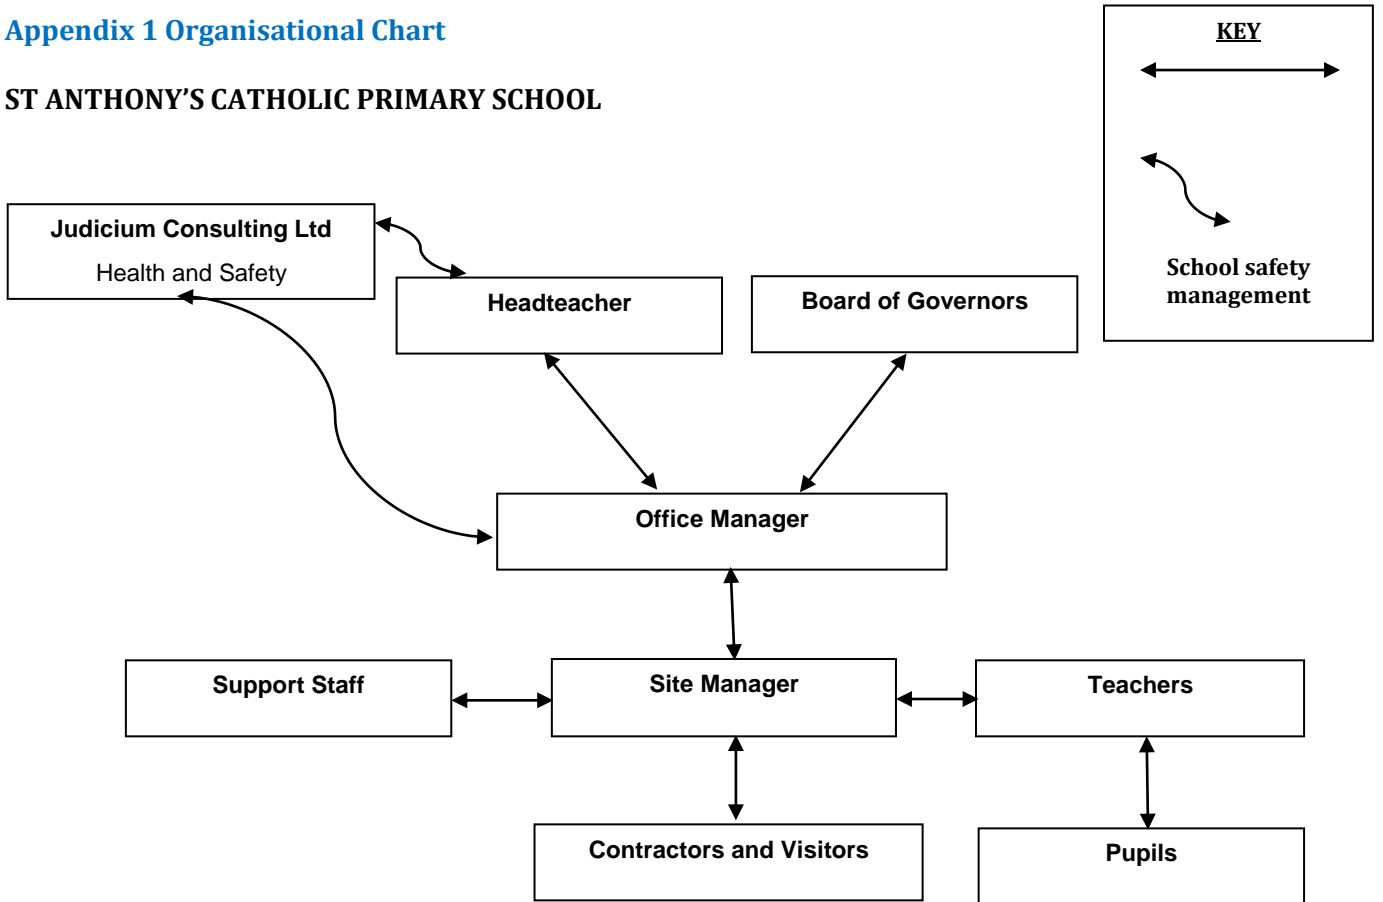 Appendix 1 Organisational Chart
ST ANTHONY’S CATHOLIC PRIMARY SCHOOL
KEY
School safety
management
Judicium Consulting Ltd
Health and Safety
Headteacher
Board of Governors
Office Manager
Support Staff
Site Manager
Teachers
Contractors and Visitors
Pupils